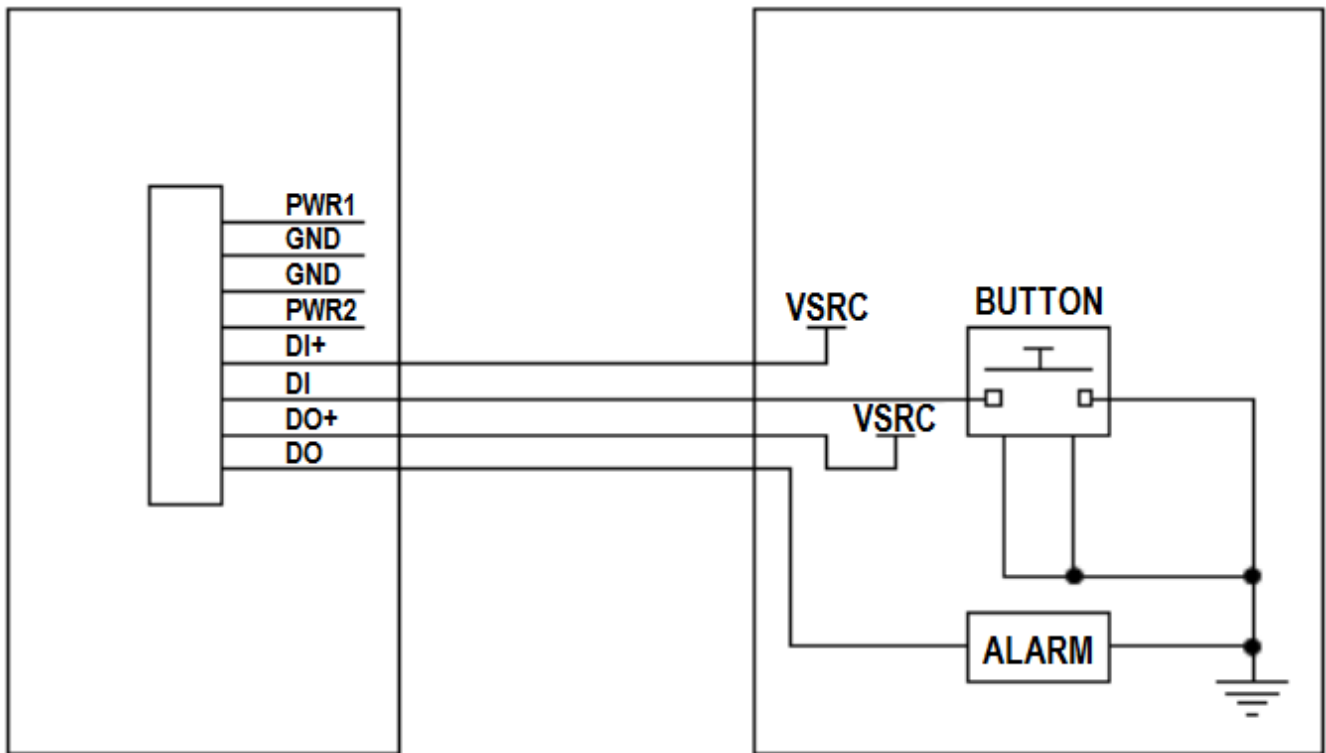 PWR1
GND
GND
PWR2
DI+
DI
DO+
DO
VSRC
BUTTON
VSRC
ALARM